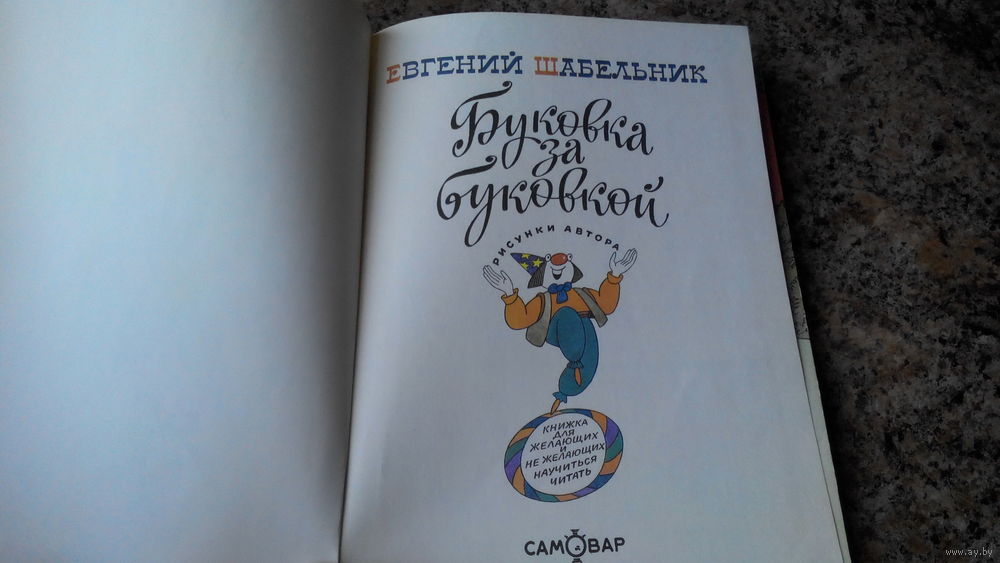 ЕВГЕНИЙ ШАБЕЛЬНИК
Буковка
за
буковкой
РИСУНКИ АВТОРА
КНИЖКА
ДЛЯ
ЖЕЛАЮЩИХ
И
НЕ ЖЕЛАЮЩИХ
НАУЧИТЬСЯ
ЧИТАТЬ
САМОВАР
www.ay.by